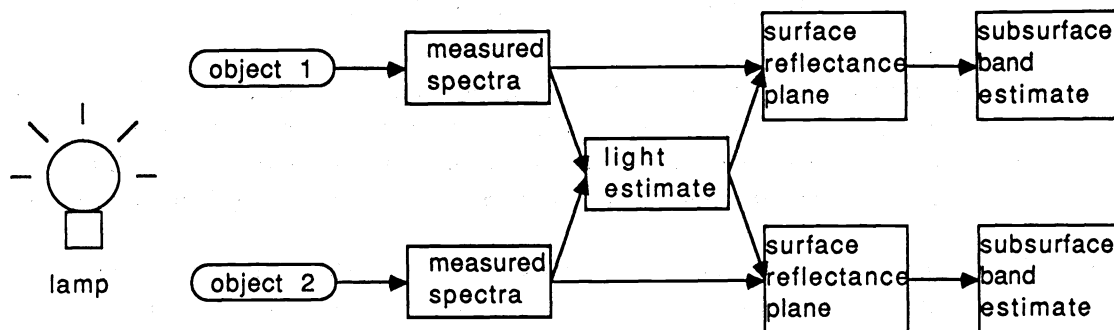 object 1
measured
spectra
surface
reflectance
plane
subsurface
band
estimate
light
estimate
lamp
object 2
measured
spectra
surface
reflectance
plane
subsurface
band
estimate